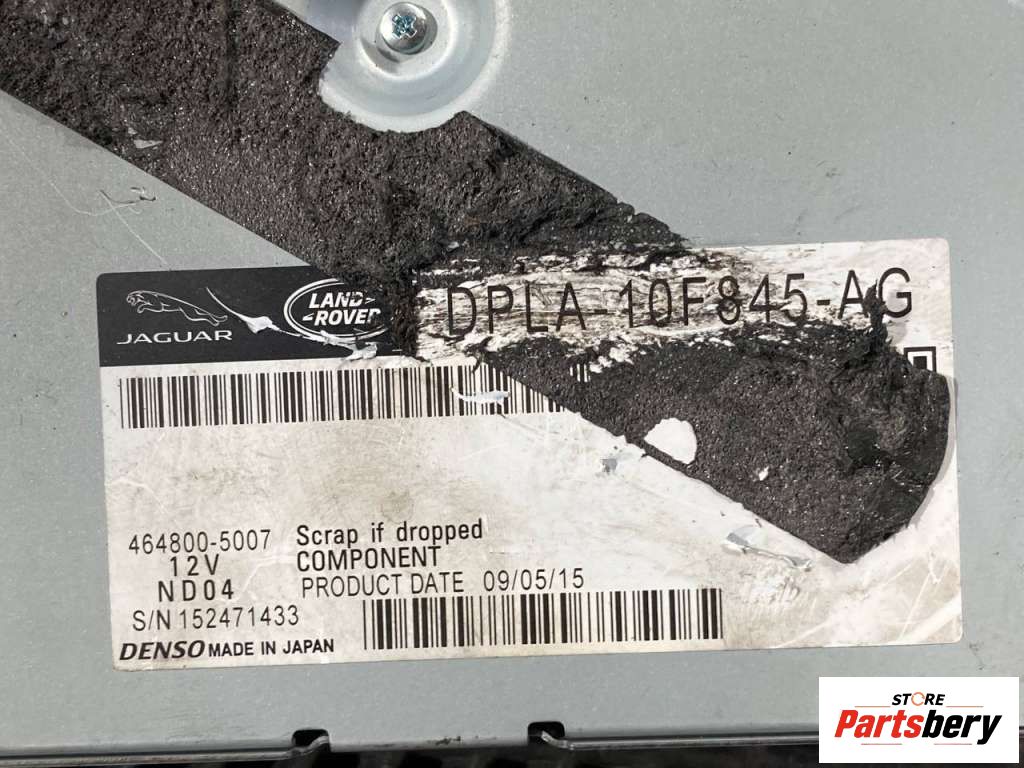 JAGUAR
LAND-
-ROVER
DPLA-10F845-AG
464800-5007
12V
ND04
S/N 152471433
Scrap if dropped
COMPONENT
PRODUCT DATE 09/05/15
DENSO MADE IN JAPAN
STORE
Partsbery